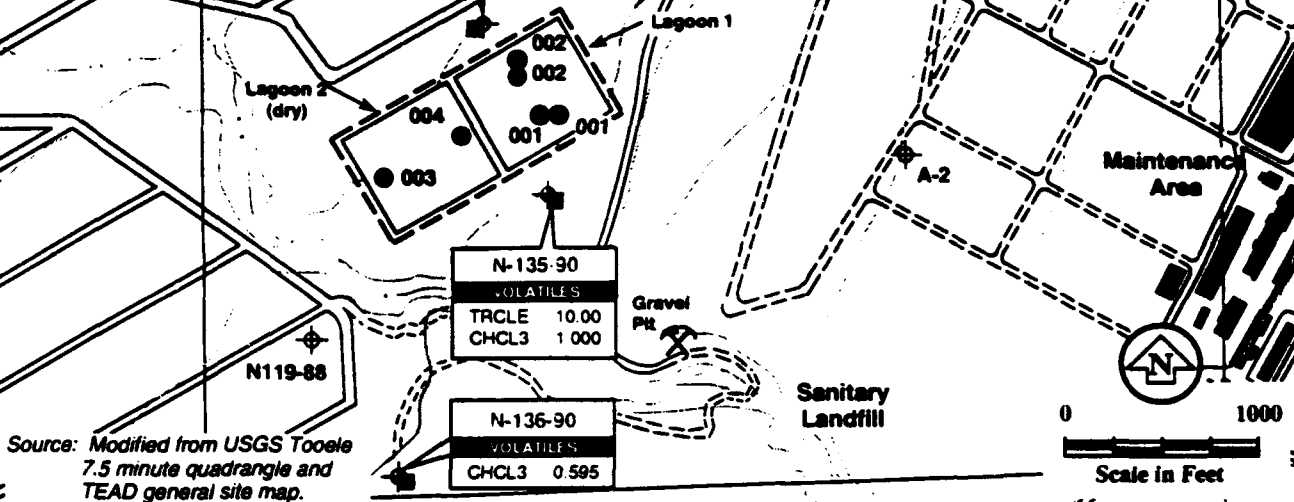 Lagoon 1
002
002
Lagoon 2
(dry)
004
001
001
003
A-2
Maintenance
Area
N-135-90
VOLATILES
TRCLE 10.00
CHCL3 1 000
Gravel
Pit
N119-88
N
Sanitary
Landfill
N-136-90
VOLATILES
CHCL3 0.595
0 1000
Scale in Feet
Source: Modified from USGS Tooele
7.5 minute quadrangle and
TEAD general site map.